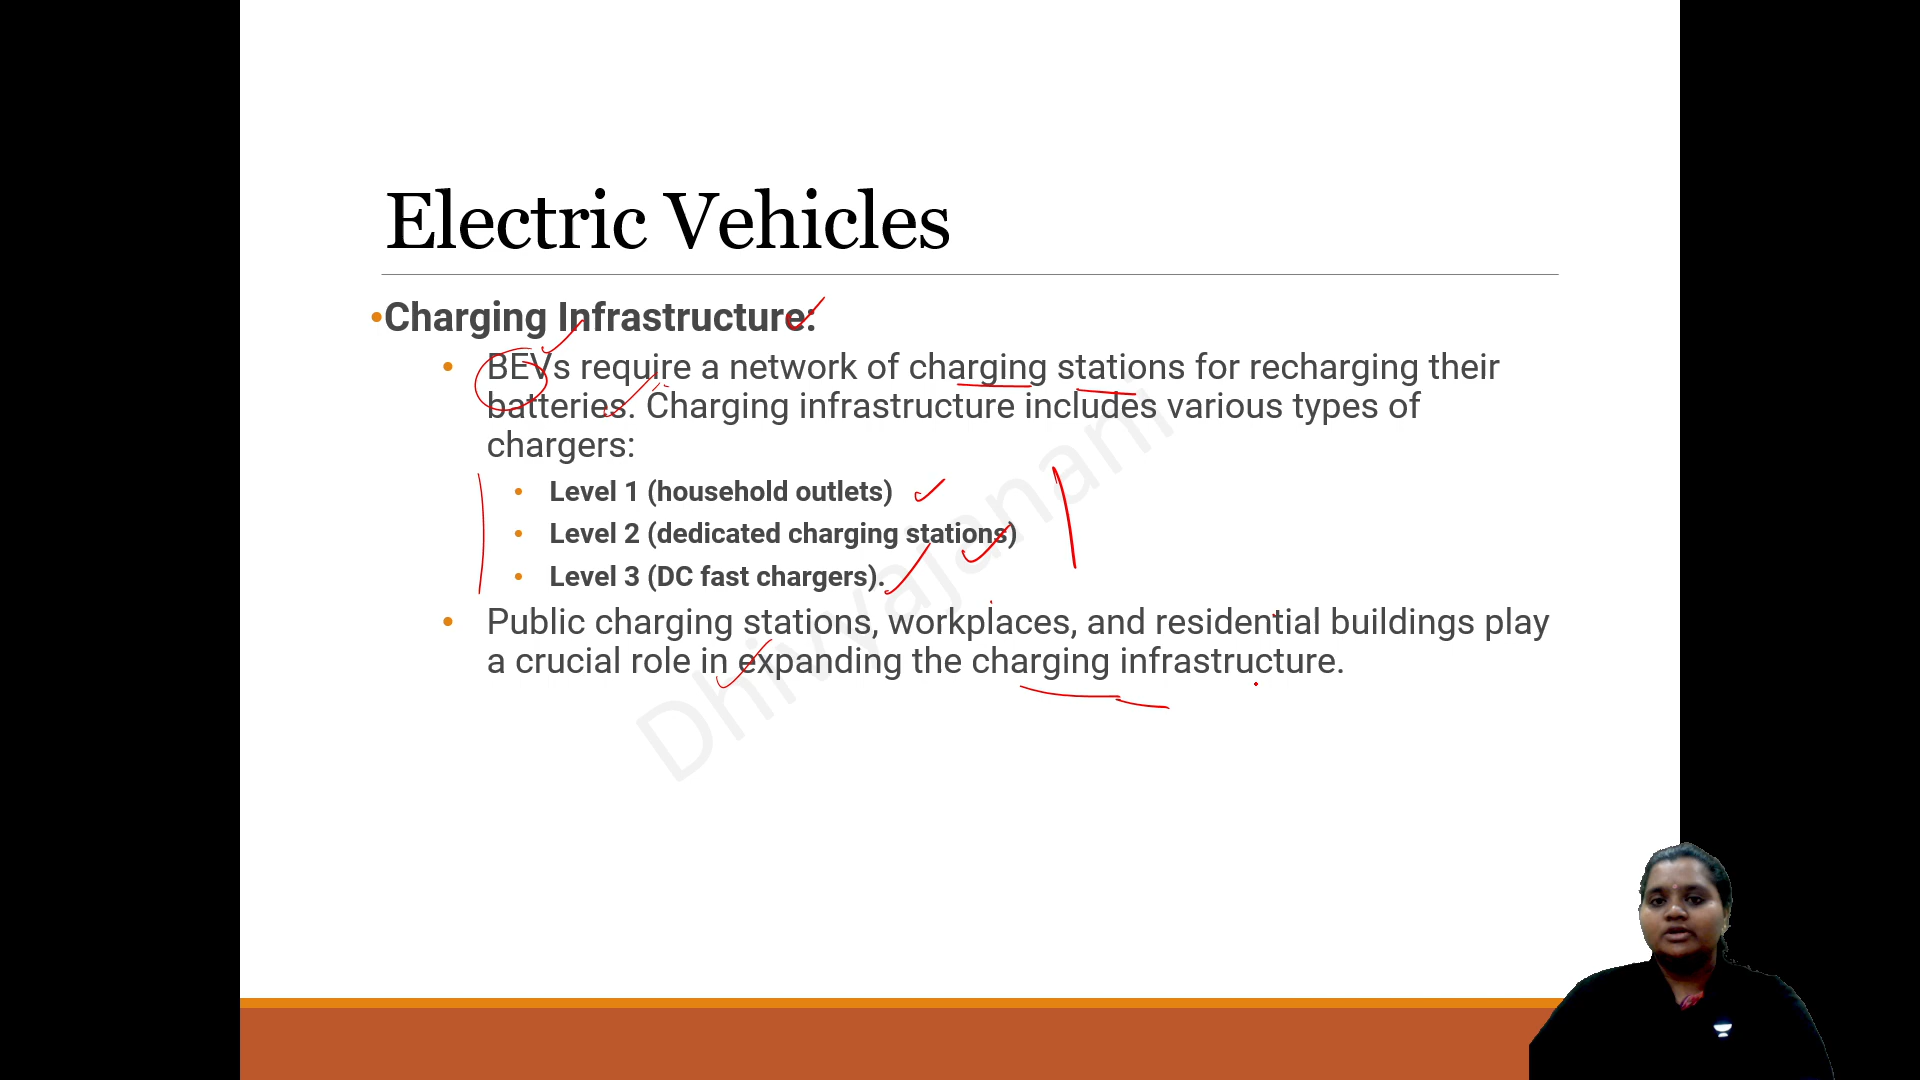 Electric Vehicles
•Charging Infrastructure:
• BEVs require a network of charging stations for recharging their
batteries. Charging infrastructure includes various types of
chargers:
• Level 1 (household outlets)
• Level 2 (dedicated charging stations)
• Level 3 (DC fast chargers).
• Public charging stations, workplaces, and residential buildings play
a crucial role in expanding the charging infrastructure.
Dhivyajanani